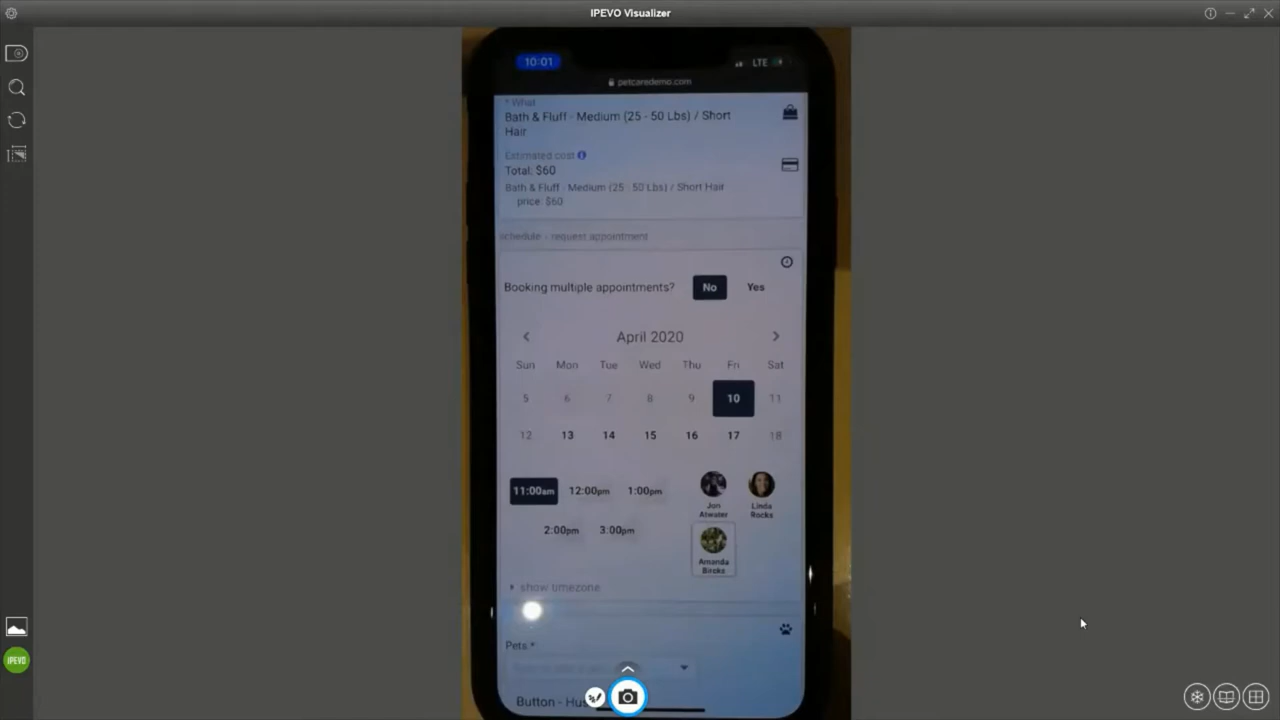 IPEVO Visualizer
10:01
LTE
petcaredemo.com
* What
Bath & Fluff - Medium (25 - 50 Lbs) / Short
Hair
Estimated cost
Total: $60
Bath & Fluff - Medium (25 - 50 Lbs) / Short Hair
price: $60
schedule - request appointment
Booking multiple appointments? No Yes
April 2020
Sun Mon Tue Wed Thu Fri Sat
5 6 7 8 9 10 11
12 13 14 15 16 17 18
11:00am 12:00pm 1:00pm
2:00pm 3:00pm
Jon
Atwater
Linda
Rocks
Amanda
Bircks
show timezone
Pets *
Button - Hus
IPEVO